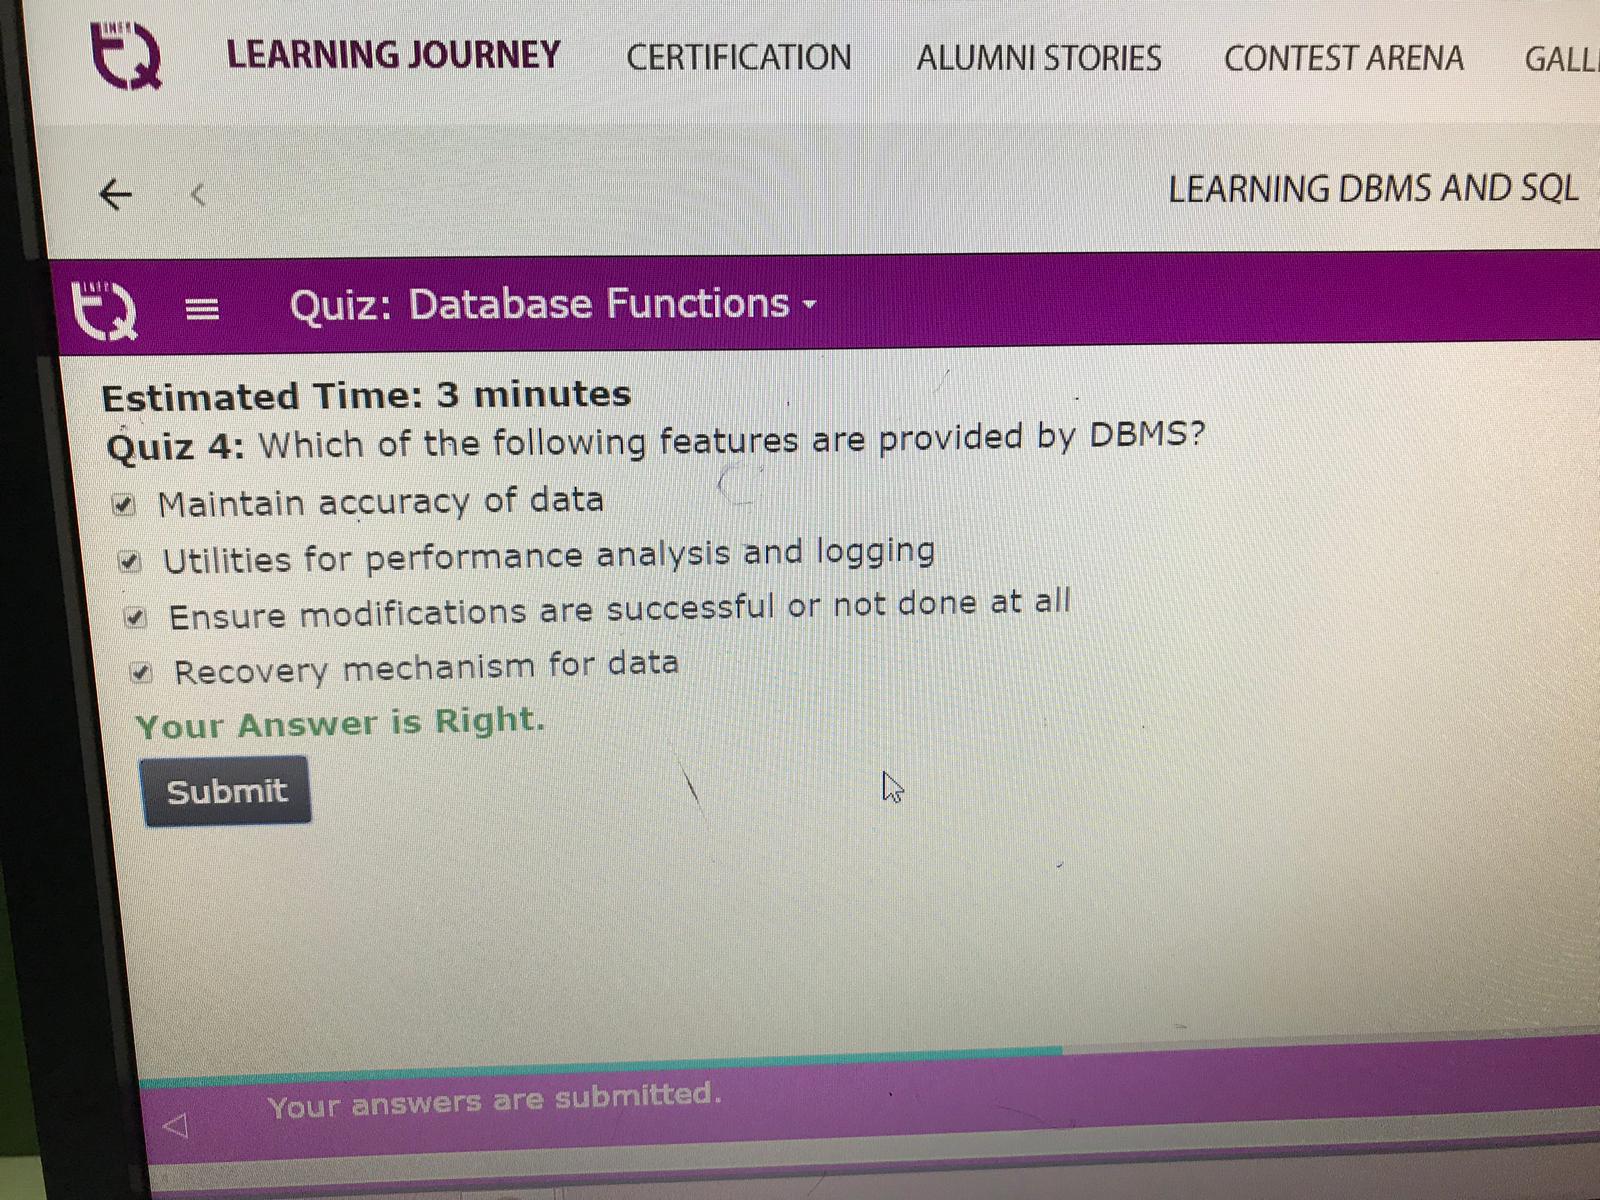 LEARNING JOURNEY CERTIFICATION ALUMNI STORIES CONTEST ARENA GALL
LEARNING DBMS AND SQL
Quiz: Database Functions
Estimated Time: 3 minutes
Quiz 4: Which of the following features are provided by DBMS?
Maintain accuracy of data
Utilities for performance analysis and logging
Ensure modifications are successful or not done at all
Recovery mechanism for data
Your Answer is Right.
Submit
Your answers are submitted.